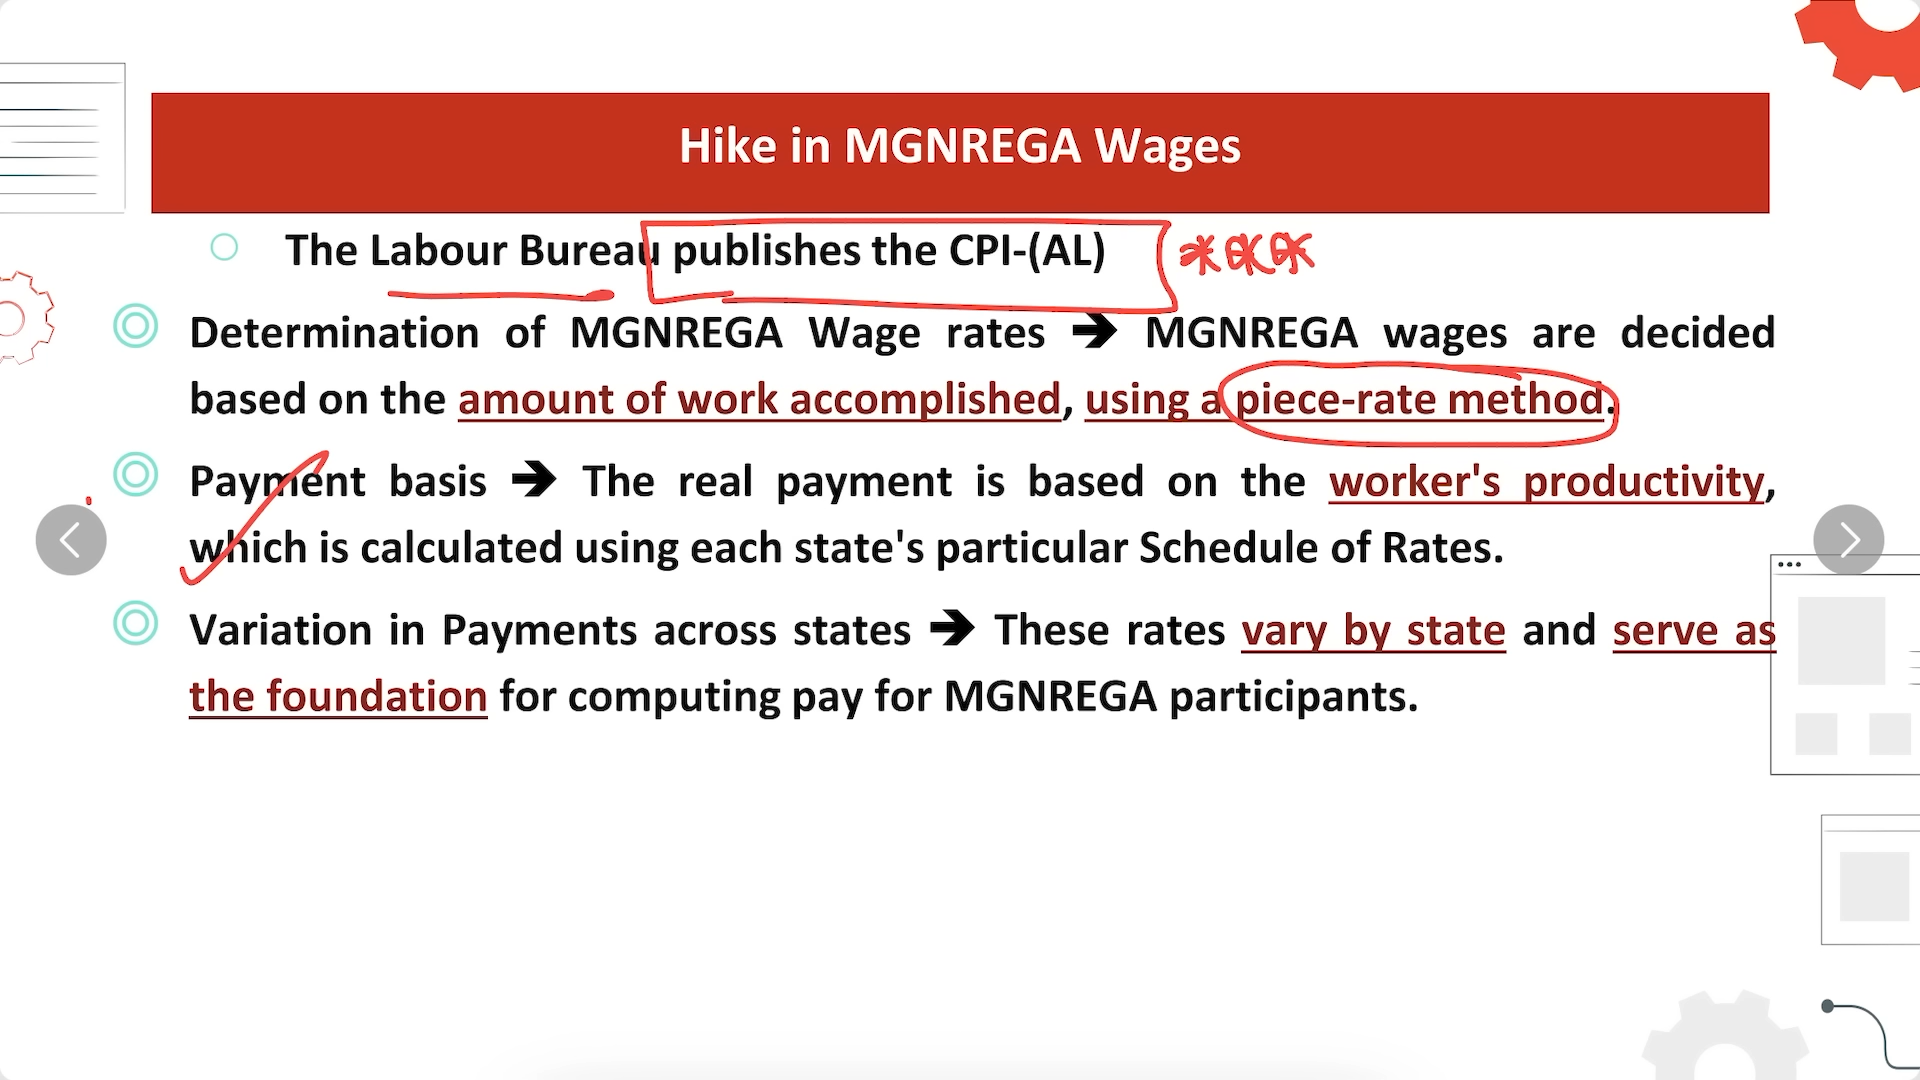 Hike in MGNREGA Wages
The Labour Bureau publishes the CPI-(AL) ***
Determination of MGNREGA Wage rates → MGNREGA wages are decided
based on the amount of work accomplished, using a piece-rate method.
Payment basis → The real payment is based on the worker's productivity,
which is calculated using each state's particular Schedule of Rates.
Variation in Payments across states → These rates vary by state and serve as
the foundation for computing pay for MGNREGA participants.